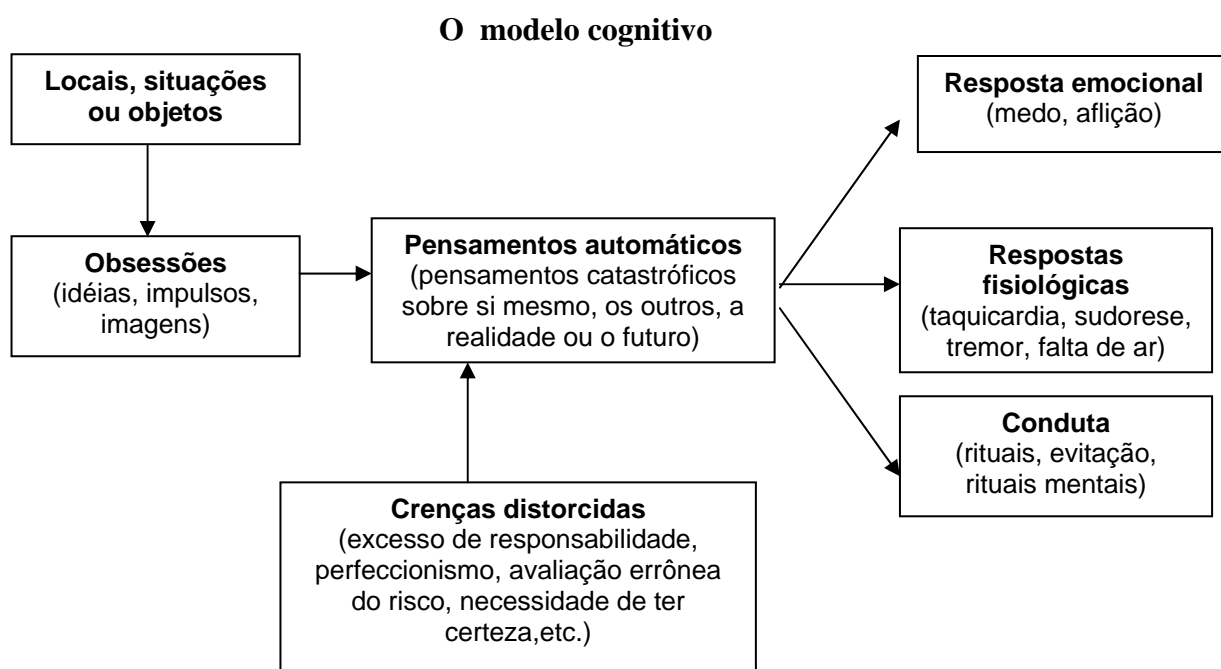 O modelo cognitivo
Locais, situações
ou objetos
Obsessões
(idéias, impulsos,
imagens)
Pensamentos automáticos
(pensamentos catastróficos
sobre si mesmo, os outros, a
realidade ou o futuro)
Crenças distorcidas
(excesso de responsabilidade,
perfeccionismo, avaliação errônea
do risco, necessidade de ter
certeza,etc.)
Resposta emocional
(medo, aflição)
Respostas
fisiológicas
(taquicardia, sudorese,
tremor, falta de ar)
Conduta
(rituais, evitação,
rituais mentais)